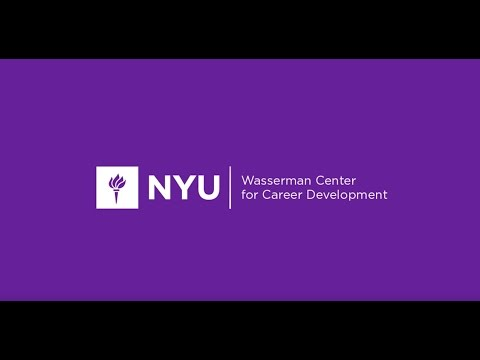 NYU
Wasserman Center
for Career Development